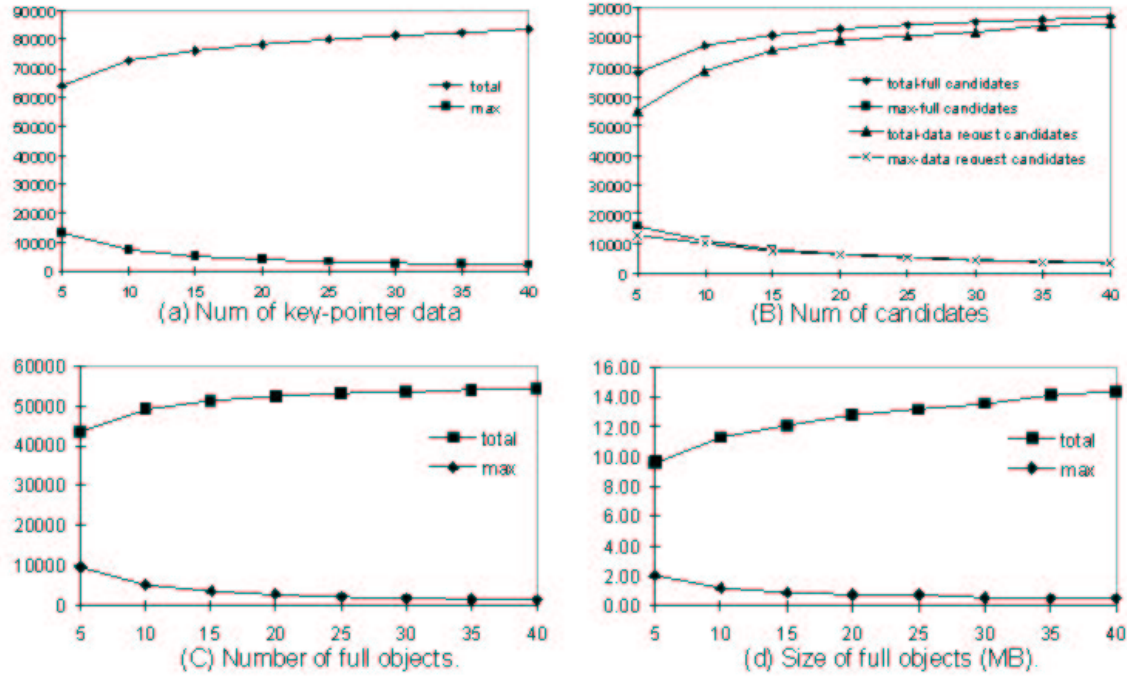 90000
80000
70000
60000
50000
40000
30000
20000
10000
0
total
max
5 10 15 20 25 30 35 40
(a) Num of key-pointer data
90000
80000
70000
60000
50000
40000
30000
20000
10000
0
total-full candidates
max-full candidates
total-data requst candidates
max-data request candidates
5 10 15 20 25 30 35 40
(B) Num of candidates
60000
50000
40000
30000
20000
10000
0
total
max
5 10 15 20 25 30 35 40
(C) Number of full objects.
16.00
14.00
12.00
10.00
8.00
6.00
4.00
2.00
0.00
total
max
5 10 15 20 25 30 35 40
(d) Size of full objects (MB).